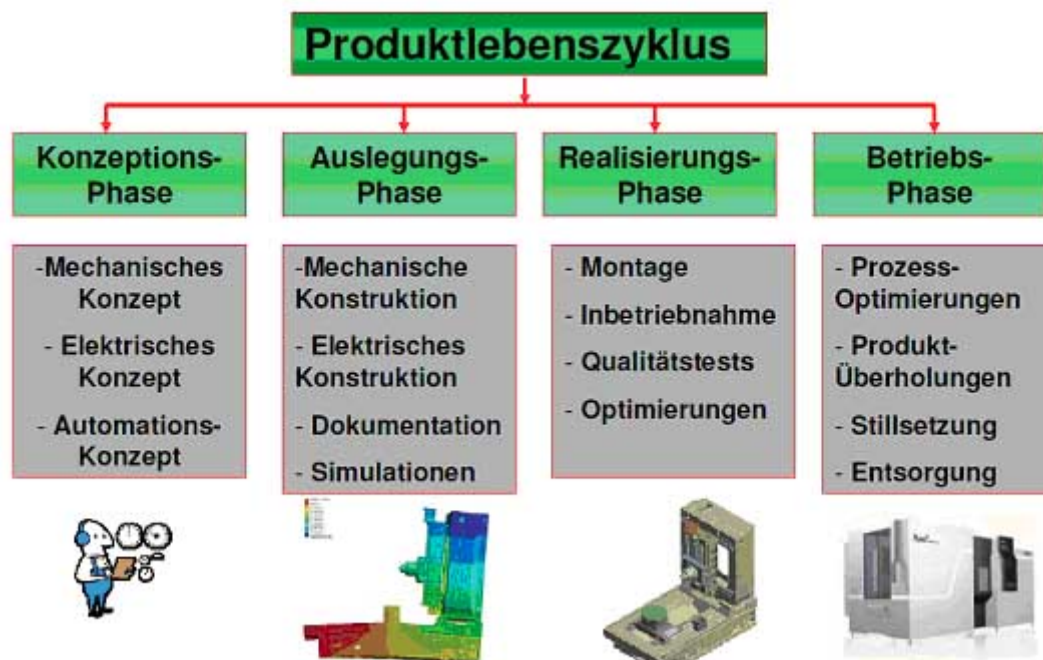 Produktlebenszyklus
Konzeptions-
Phase
Auslegungs-
Phase
Realisierungs-
Phase
Betriebs-
Phase
-Mechanisches
Konzept
- Elektrisches
Konzept
- Automations-
Konzept
-Mechanische
Konstruktion
- Elektrisches
Konstruktion
- Dokumentation
- Simulationen
- Montage
- Inbetriebnahme
- Qualitätstests
- Optimierungen
- Prozess-
Optimierungen
- Produkt-
Überholungen
- Stillsetzung
- Entsorgung